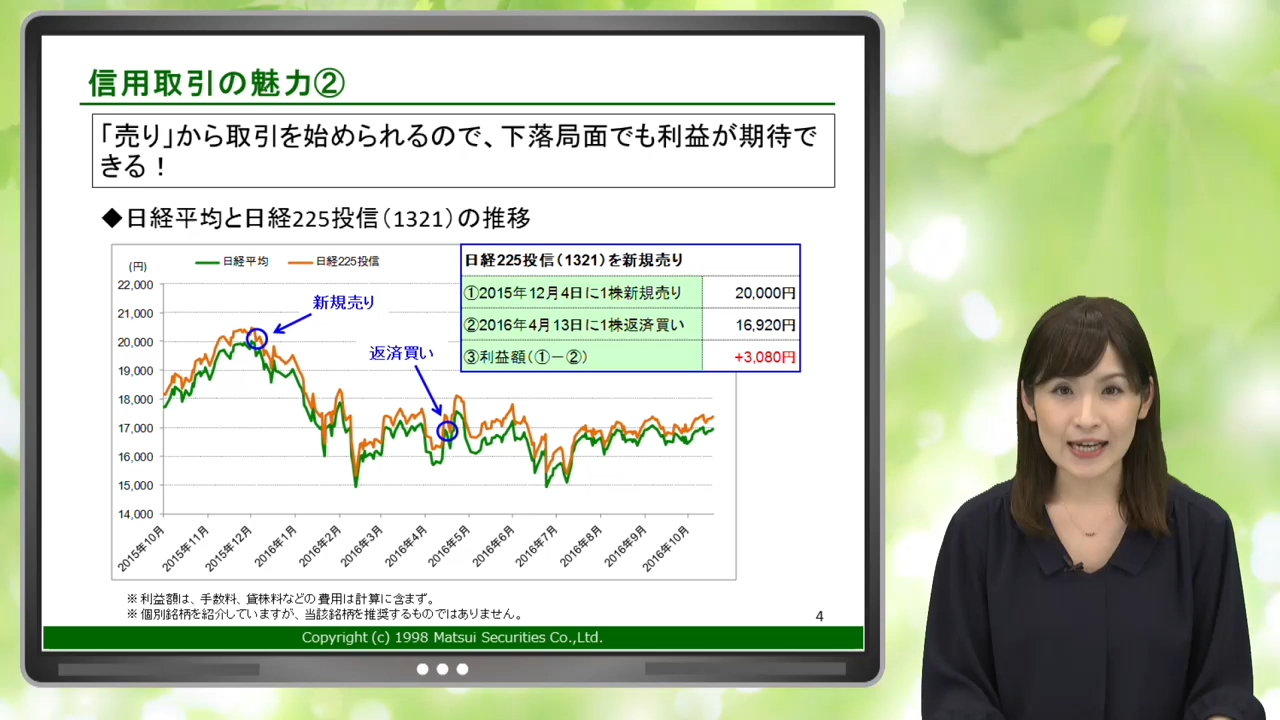 信用取引の魅力②
「売り」から取引を始められるので、下落局面でも利益が期待で
きる！
◆日経平均と日経225投信（1321）の推移
(円)
日経平均
日経225投信
22,000
21,000
20,000
19,000
18,000
17,000
16,000
15,000
14,000
新規売り
返済買い
日経225投信（1321）を新規売り
①2015年12月4日に1株新規売り 20,000円
②2016年4月13日に1株返済買い 16,920円
③利益額（①－②） +3,080円
2015年10月
2015年11月
2015年12月
2016年1月
2016年2月
2016年3月
2016年4月
2016年5月
2016年6月
2016年7月
2016年8月
2016年9月
2016年10月
※利益額は、手数料、貸株料などの費用は計算に含まず。
※個別銘柄を紹介していますが、当該銘柄を推奨するものではありません。
4
Copyright (c) 1998 Matsui Securities Co.,Ltd.